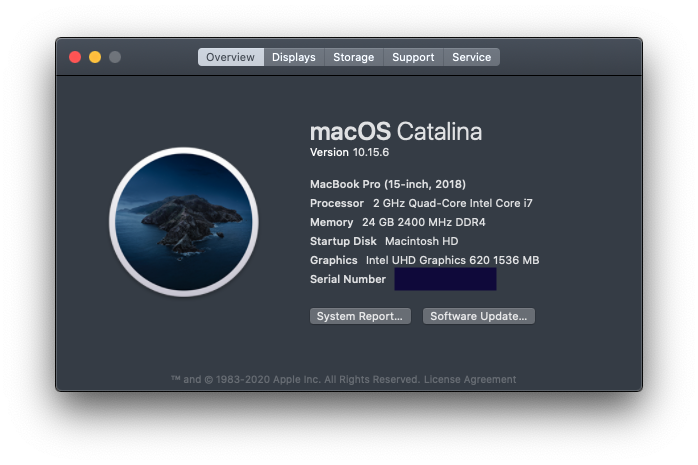 Overview Displays Storage Support Service
macOS Catalina
Version 10.15.6
MacBook Pro (15-inch, 2018)
Processor 2 GHz Quad-Core Intel Core i7
Memory 24 GB 2400 MHz DDR4
Startup Disk Macintosh HD
Graphics Intel UHD Graphics 620 1536 MB
Serial Number
System Report... Software Update...
™ and © 1983-2020 Apple Inc. All Rights Reserved. License Agreement